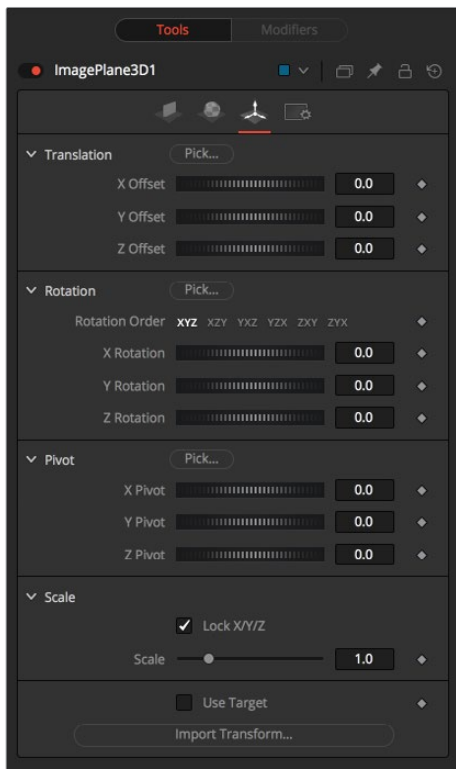 Tools Modifiers
ImagePlane3D1
Translation Pick...
X Offset 0.0
Y Offset 0.0
Z Offset 0.0
Rotation Pick...
Rotation Order XYZ XZY YXZ YZX ZXY ZYX
X Rotation 0.0
Y Rotation 0.0
Z Rotation 0.0
Pivot Pick...
X Pivot 0.0
Y Pivot 0.0
Z Pivot 0.0
Scale
Lock X/Y/Z
Scale 1.0
Use Target
Import Transform...